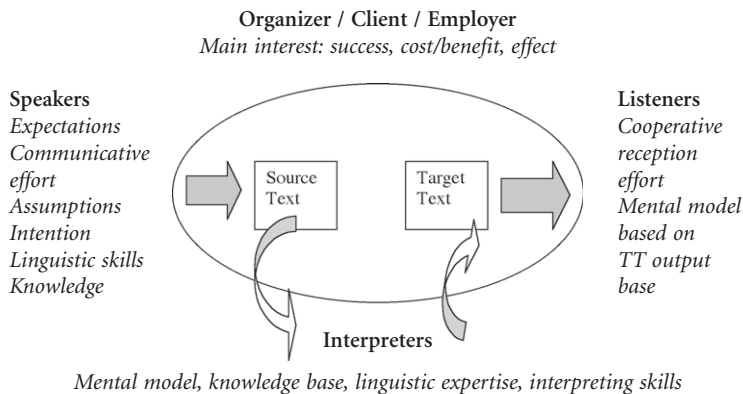 Organizer / Client / Employer
Main interest: success, cost/benefit, effect
Speakers
Expectations
Communicative
effort
Assumptions
Intention
Linguistic skills
Knowledge
Source
Text
Target
Text
Listeners
Cooperative
reception
effort
Mental model
based on
TT output
base
Interpreters
Mental model, knowledge base, linguistic expertise, interpreting skills